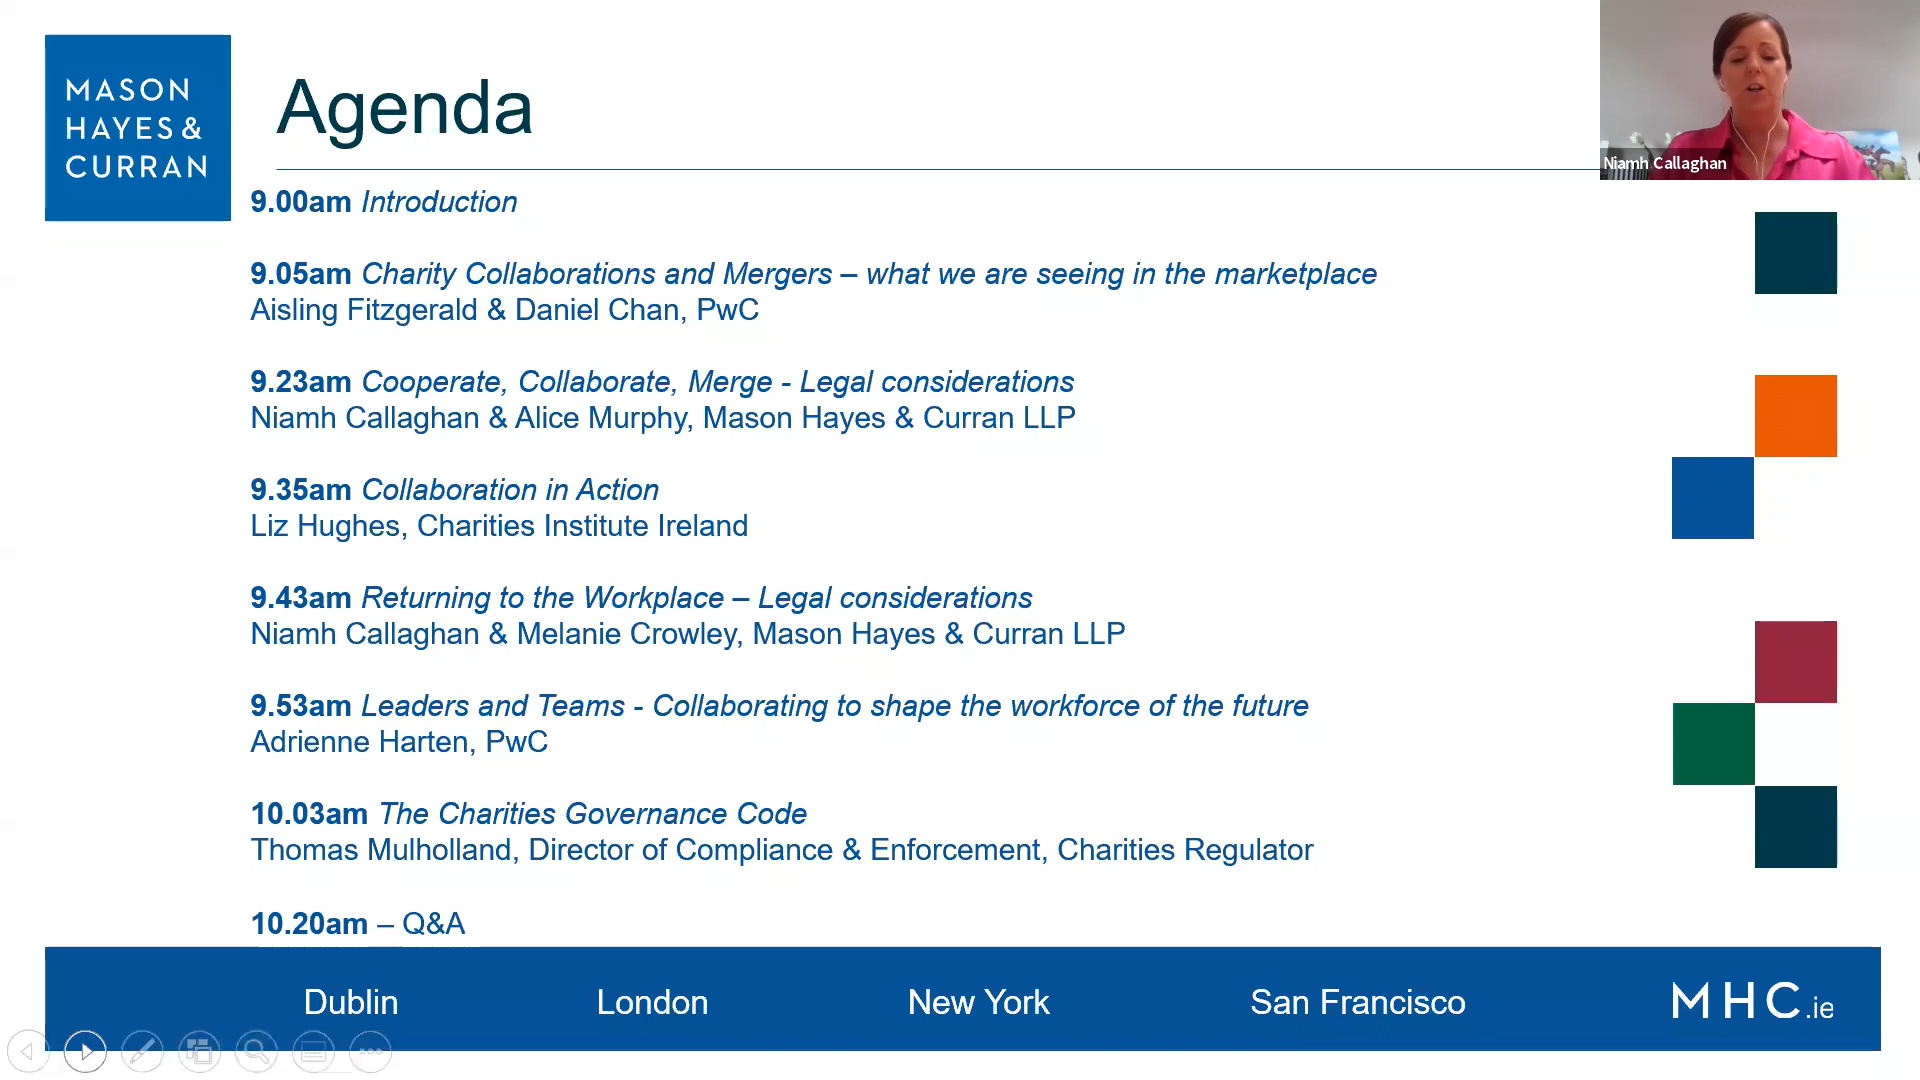 MASON
HAYES &
CURRAN
Agenda
Niamh Callaghan
9.00am Introduction
9.05am Charity Collaborations and Mergers – what we are seeing in the marketplace
Aisling Fitzgerald & Daniel Chan, PwC
9.23am Cooperate, Collaborate, Merge - Legal considerations
Niamh Callaghan & Alice Murphy, Mason Hayes & Curran LLP
9.35am Collaboration in Action
Liz Hughes, Charities Institute Ireland
9.43am Returning to the Workplace – Legal considerations
Niamh Callaghan & Melanie Crowley, Mason Hayes & Curran LLP
9.53am Leaders and Teams - Collaborating to shape the workforce of the future
Adrienne Harten, PwC
10.03am The Charities Governance Code
Thomas Mulholland, Director of Compliance & Enforcement, Charities Regulator
10.20am – Q&A
Dublin London New York San Francisco MHC.ie